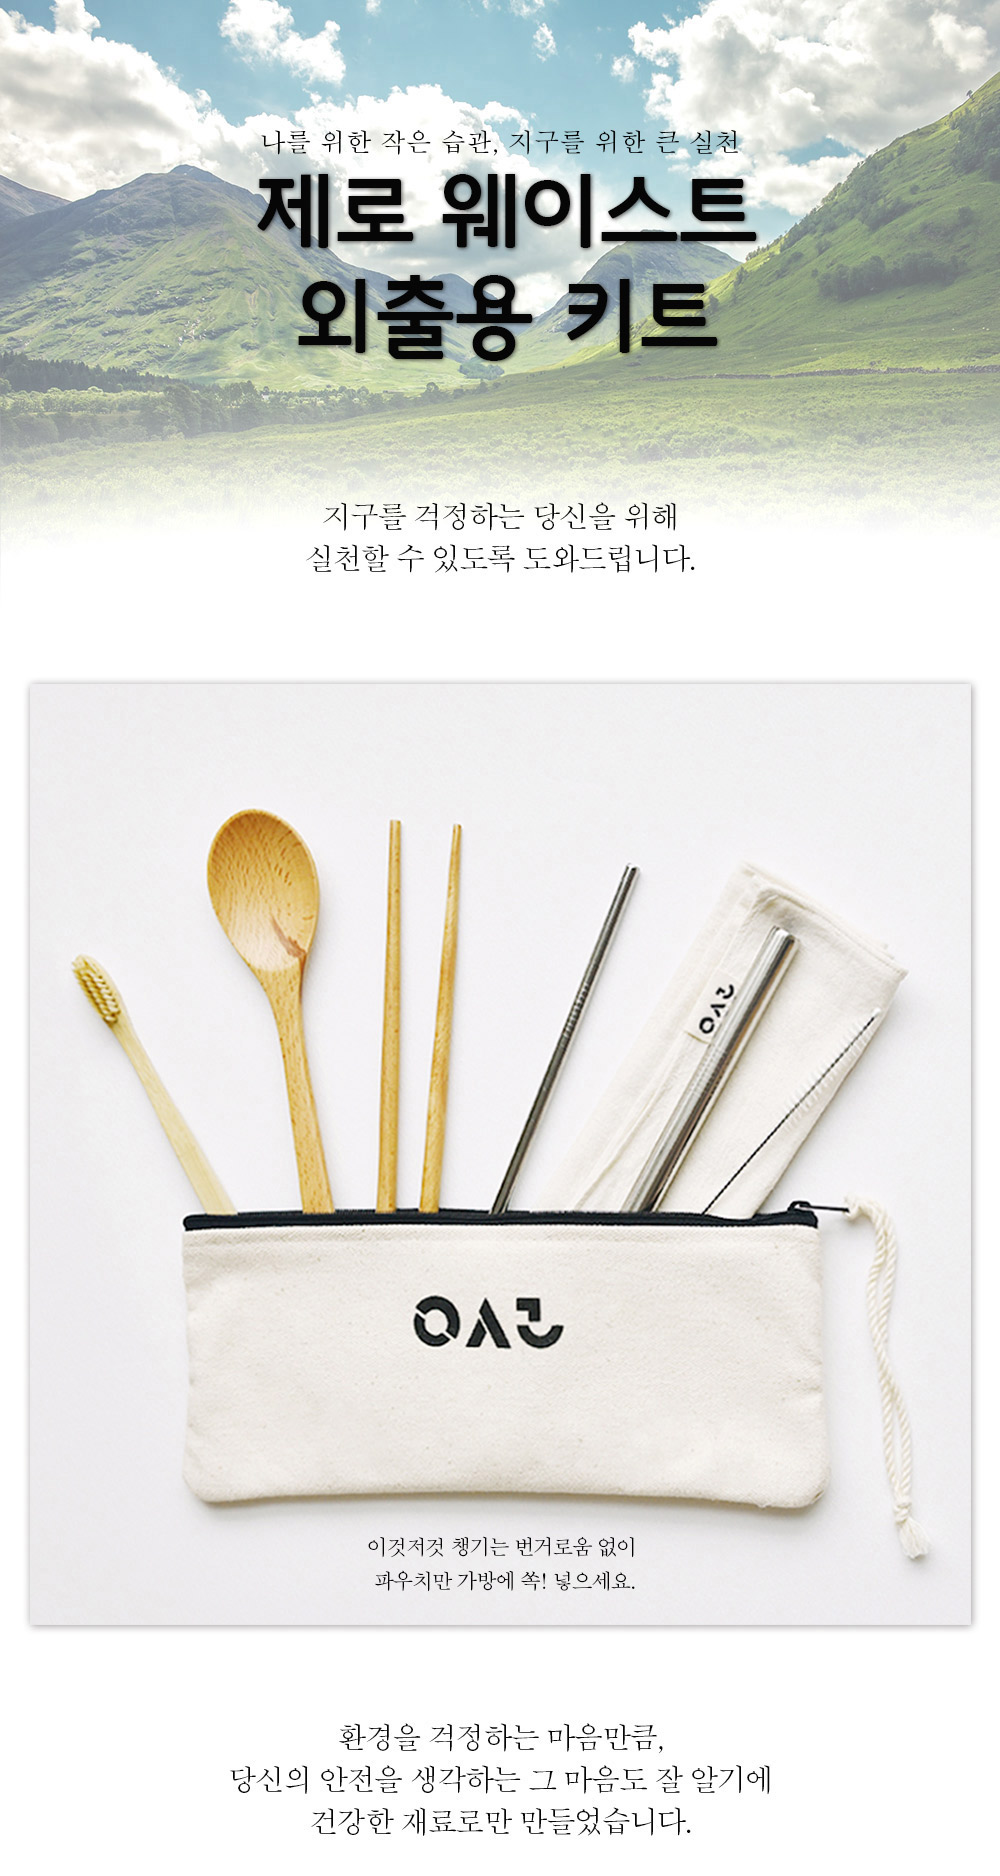 나를 위한 작은 습관, 지구를 위한 큰 실천
제로 웨이스트
외출용 키트
지구를 걱정하는 당신을 위해
실천할 수 있도록 도와드립니다.
이것저것 챙기는 번거로움 없이
파우치만 가방에 쏙! 넣으세요.
환경을 걱정하는 마음만큼,
당신의 안전을 생각하는 그 마음도 잘 알기에
건강한 재료로만 만들었습니다.